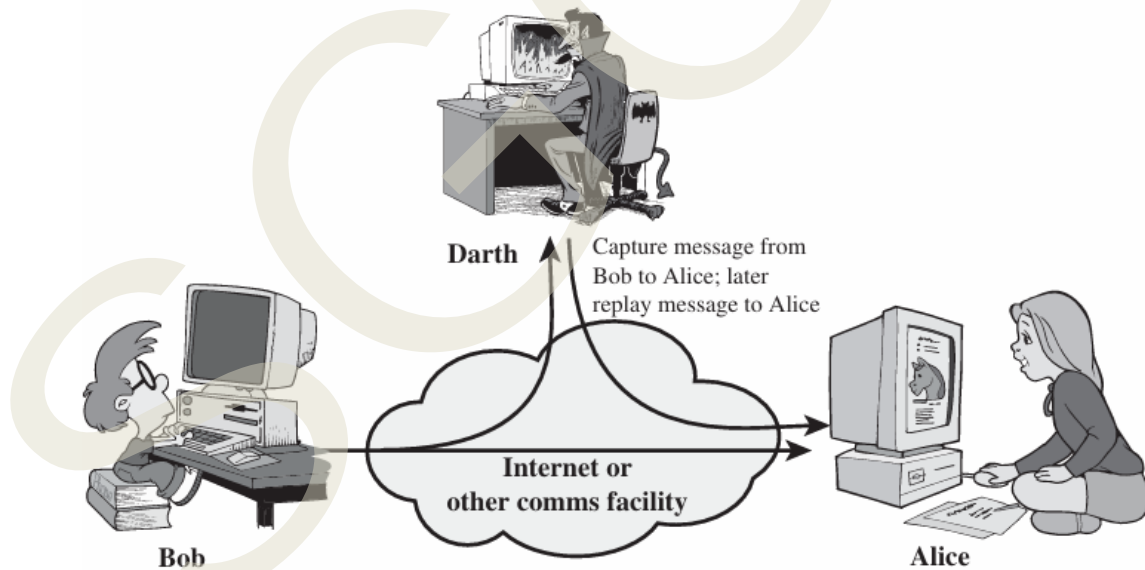 Darth
Capture message from
Bob to Alice; later
replay message to Alice
Internet or
other comms facility
Bob
Alice